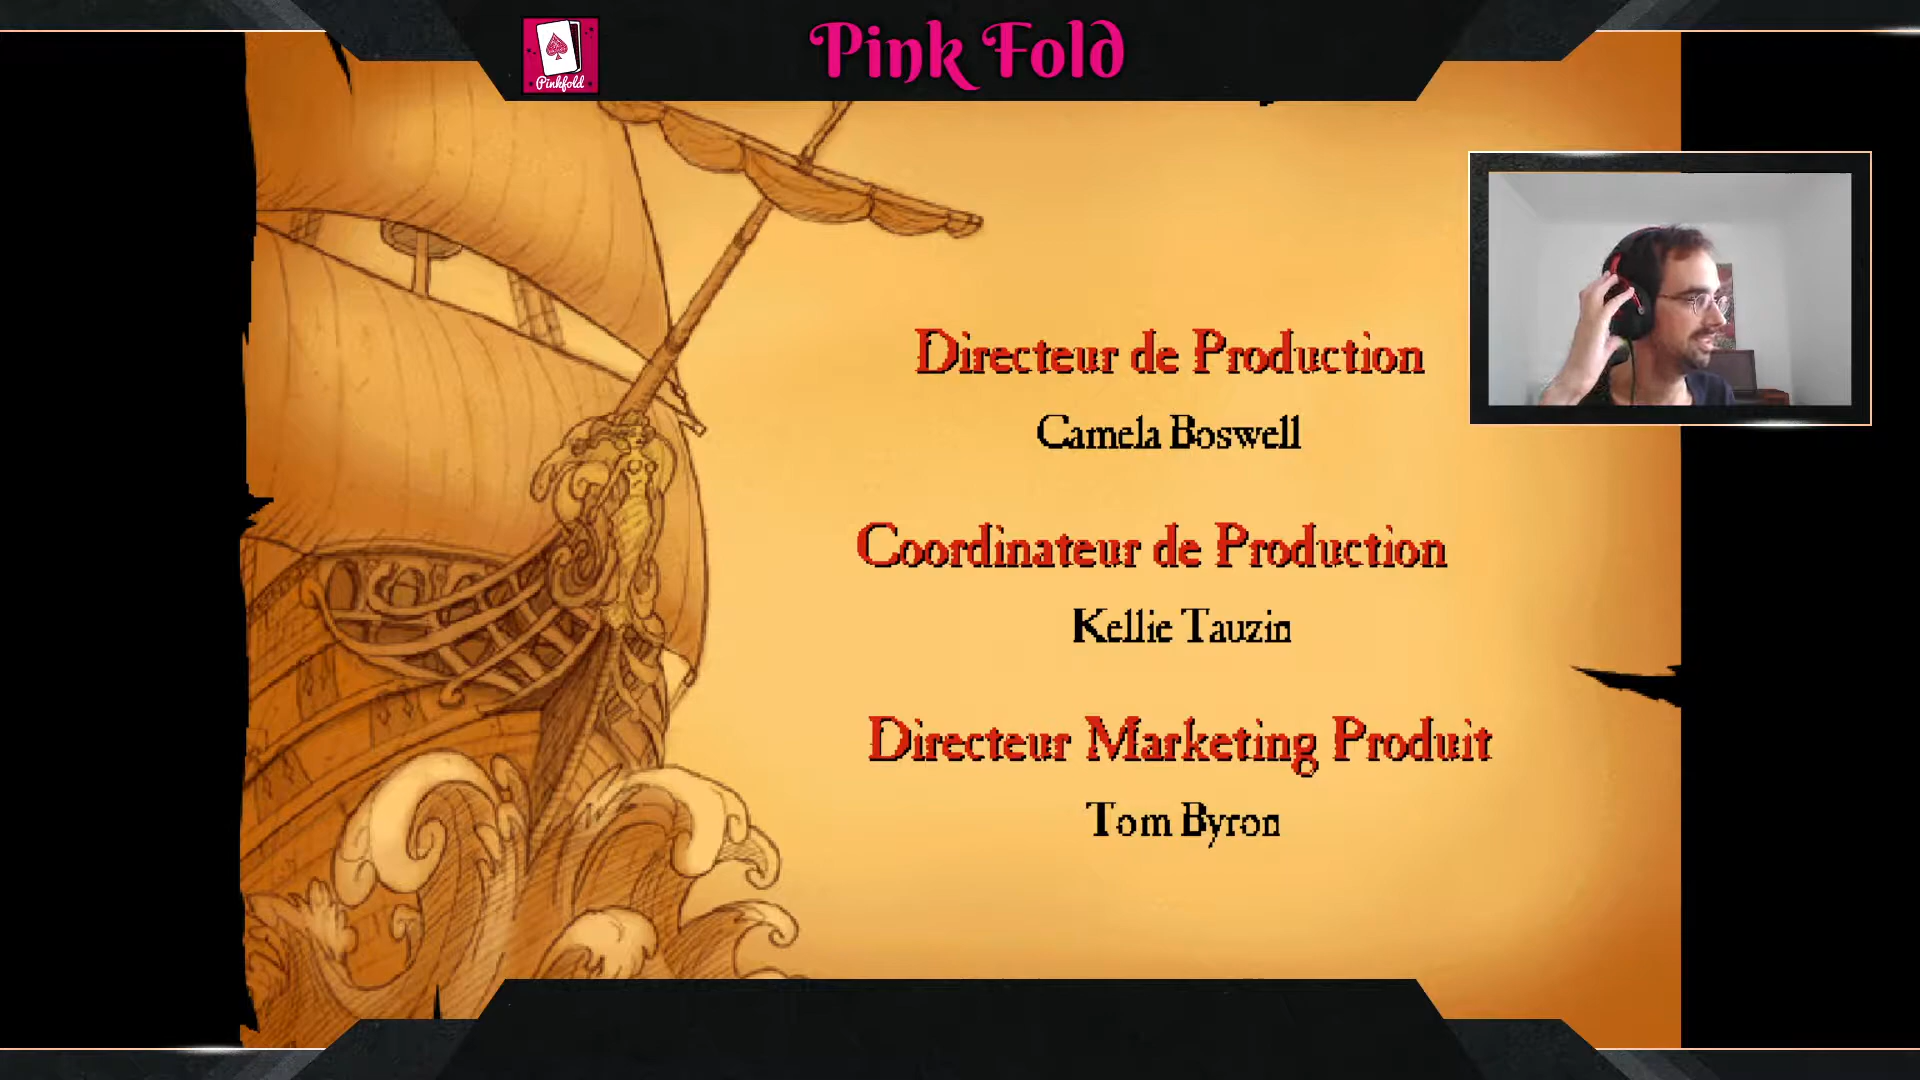 Pinkfold
Pink Fold
Directeur de Production
Camela Boswell
Coordinateur de Production
Kellie Tauzin
Directeur Marketing Produit
Tom Byron